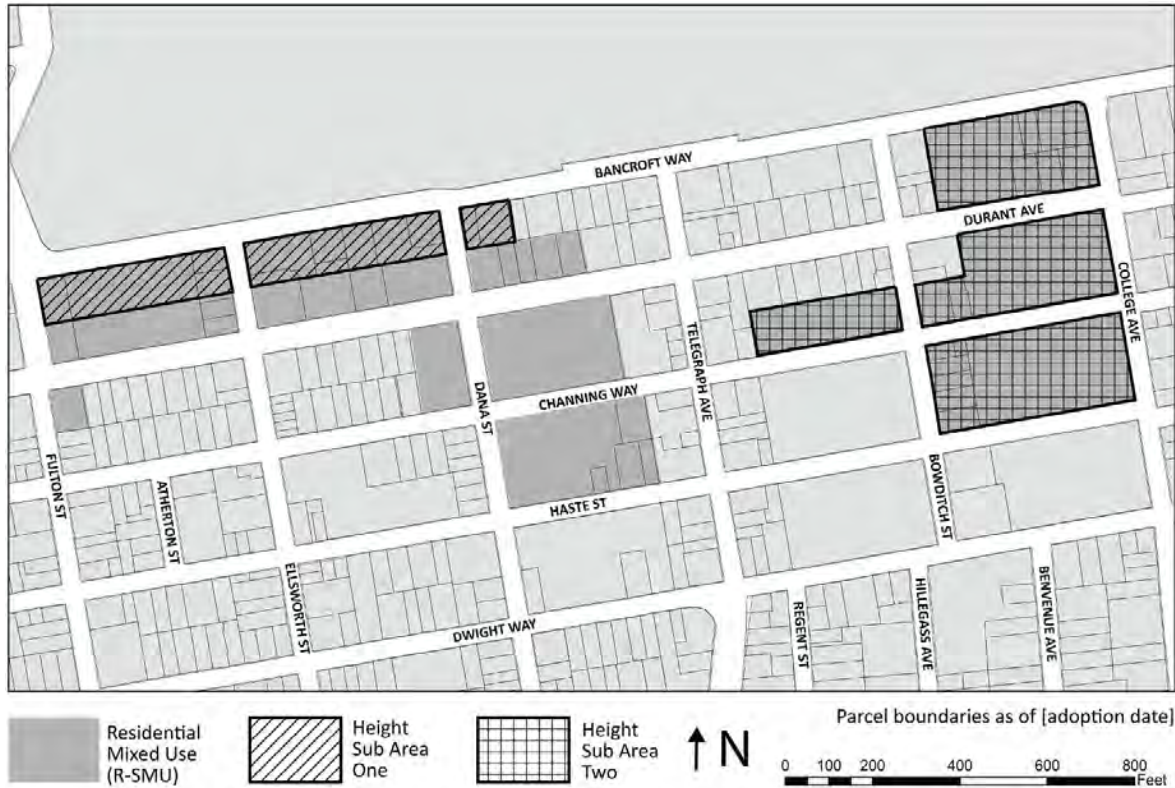 BANCROFT WAY
DURANT AVE
COLLEGE AVE
TELEGRAPH AVE
DANA ST
CHANNING WAY
FULTON ST
ATHERTON ST
HASTE ST
BOWDITCH ST
ELLSWORTH ST
DWIGHT WAY
REGENT ST
HILLEGASS AVE
BENVENUE AVE
Residential
Mixed Use
(R-SMU)
Height
Sub Area
One
Height
Sub Area
Two
N
Parcel boundaries as of [adoption date]
0 100 200 400 600 800
Feet